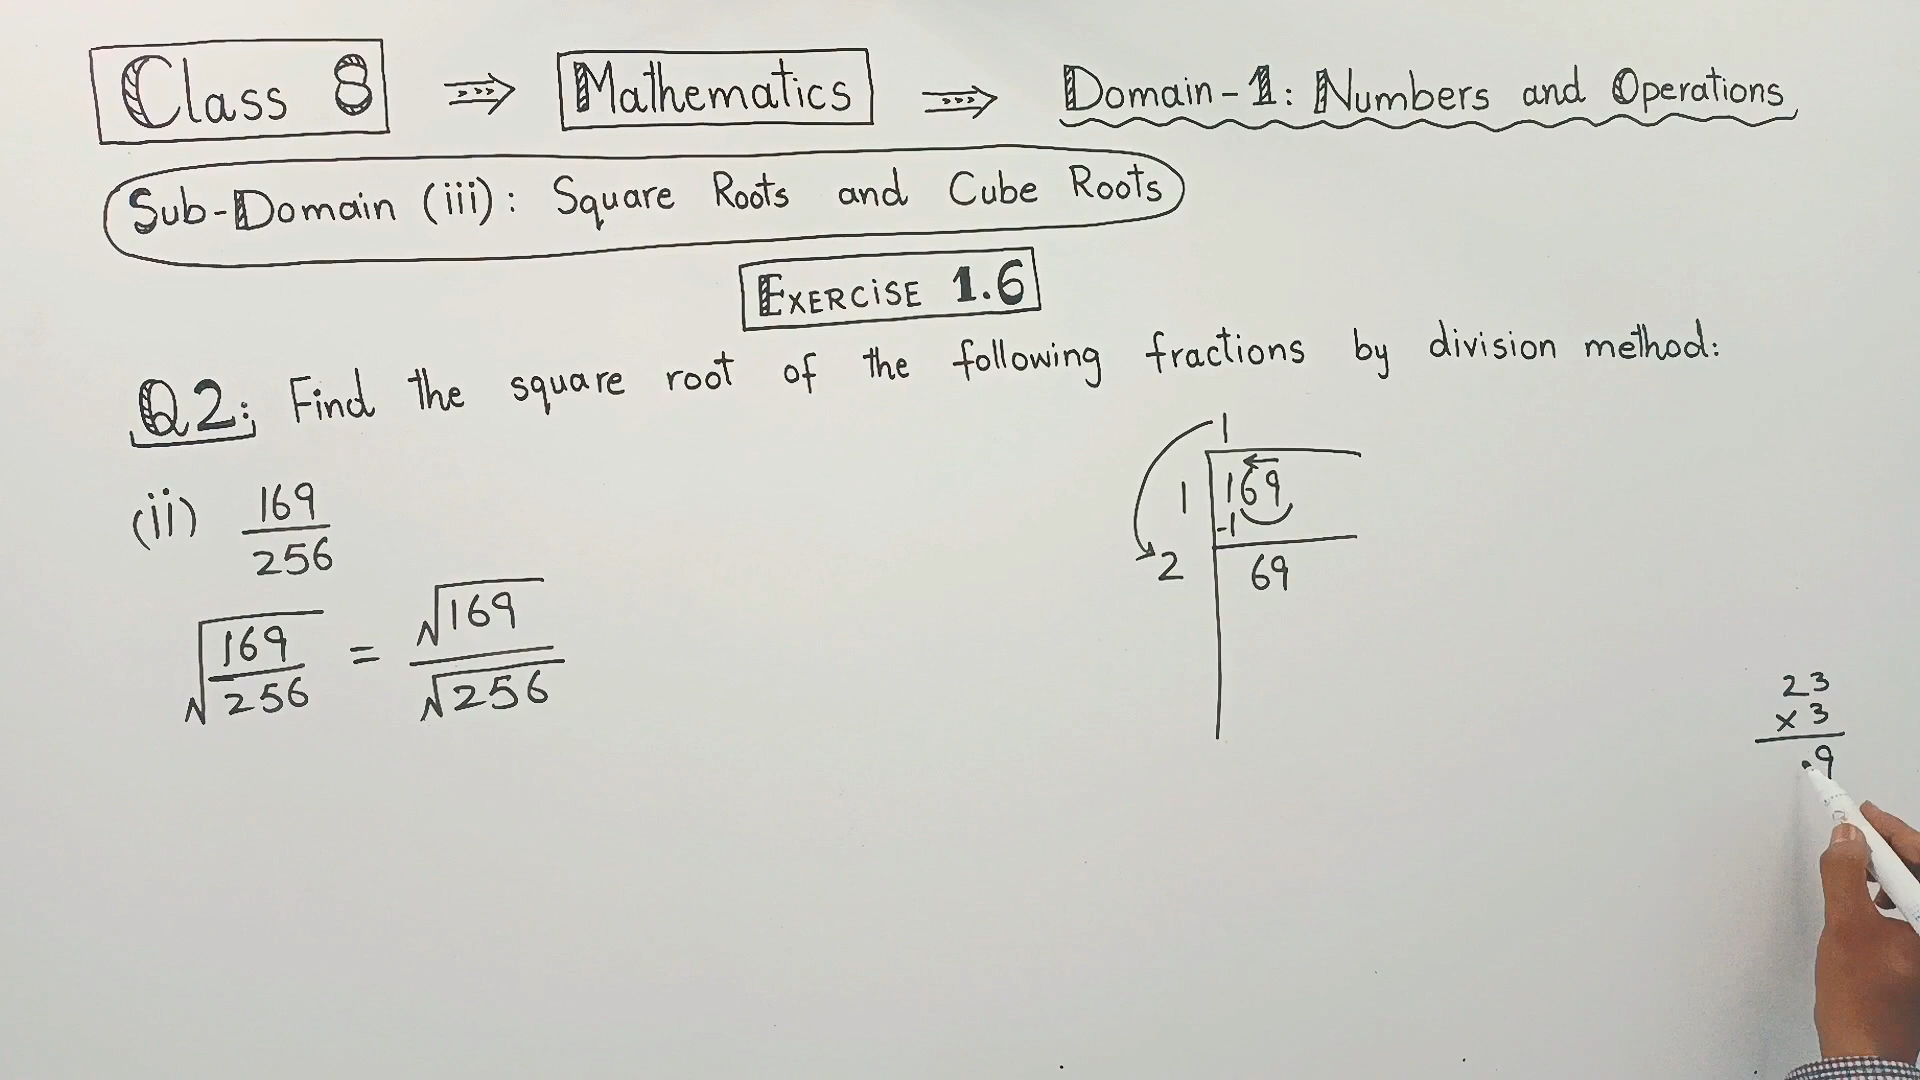 Class 8 ⇒ Mathematics ⇒ Domain-1: Numbers and Operations
Sub-Domain (iii): Square Roots and Cube Roots
EXERCISE 1.6
Q2: Find the square root of the following fractions by division method:
(ii) 169/256
√(169/256) = √169/√256
1
1 169
-1
2 69
23
×3
9